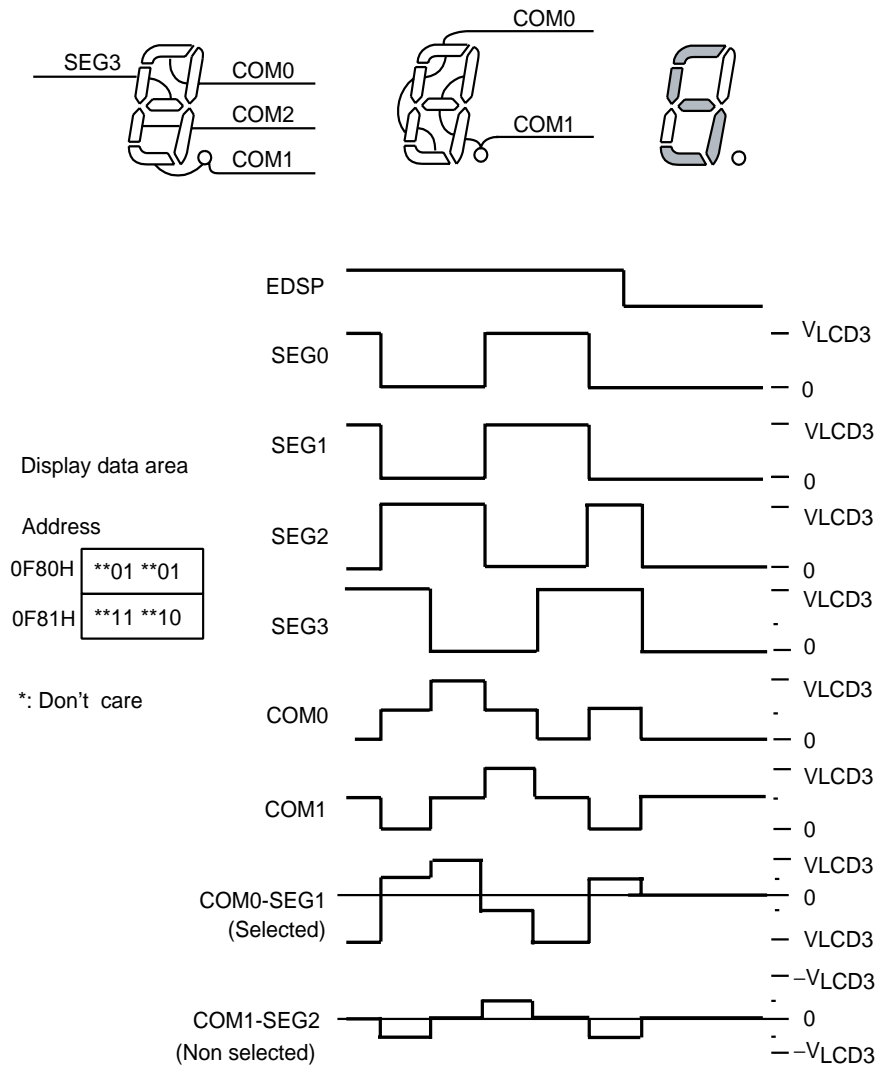 COM0
SEG3
COM0
COM2
COM1
COM1
EDSP
SEG0
VLCD3
0
SEG1
VLCD3
0
Display data area
Address
0F80H **01 **01
0F81H **11 **10
*: Don't care
SEG2
VLCD3
0
SEG3
VLCD3
0
COM0
VLCD3
0
COM1
VLCD3
0
COM0-SEG1
(Selected)
VLCD3
0
VLCD3
COM1-SEG2
(Non selected)
−VLCD3
0
−VLCD3